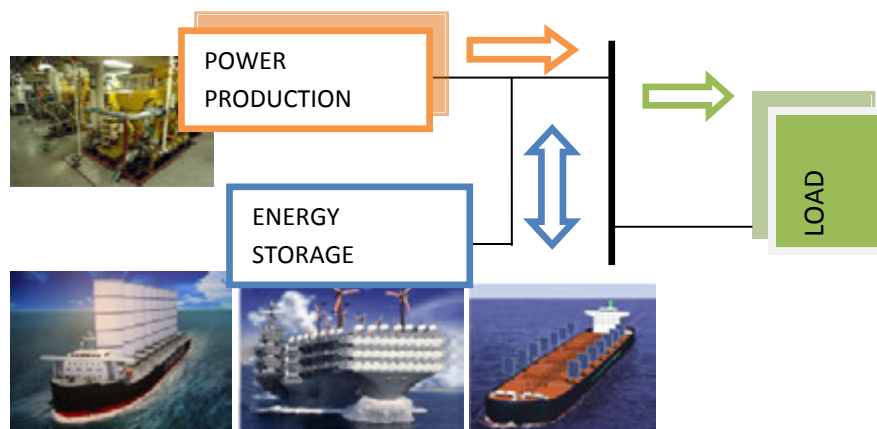 POWER
PRODUCTION
ENERGY
STORAGE
LOAD